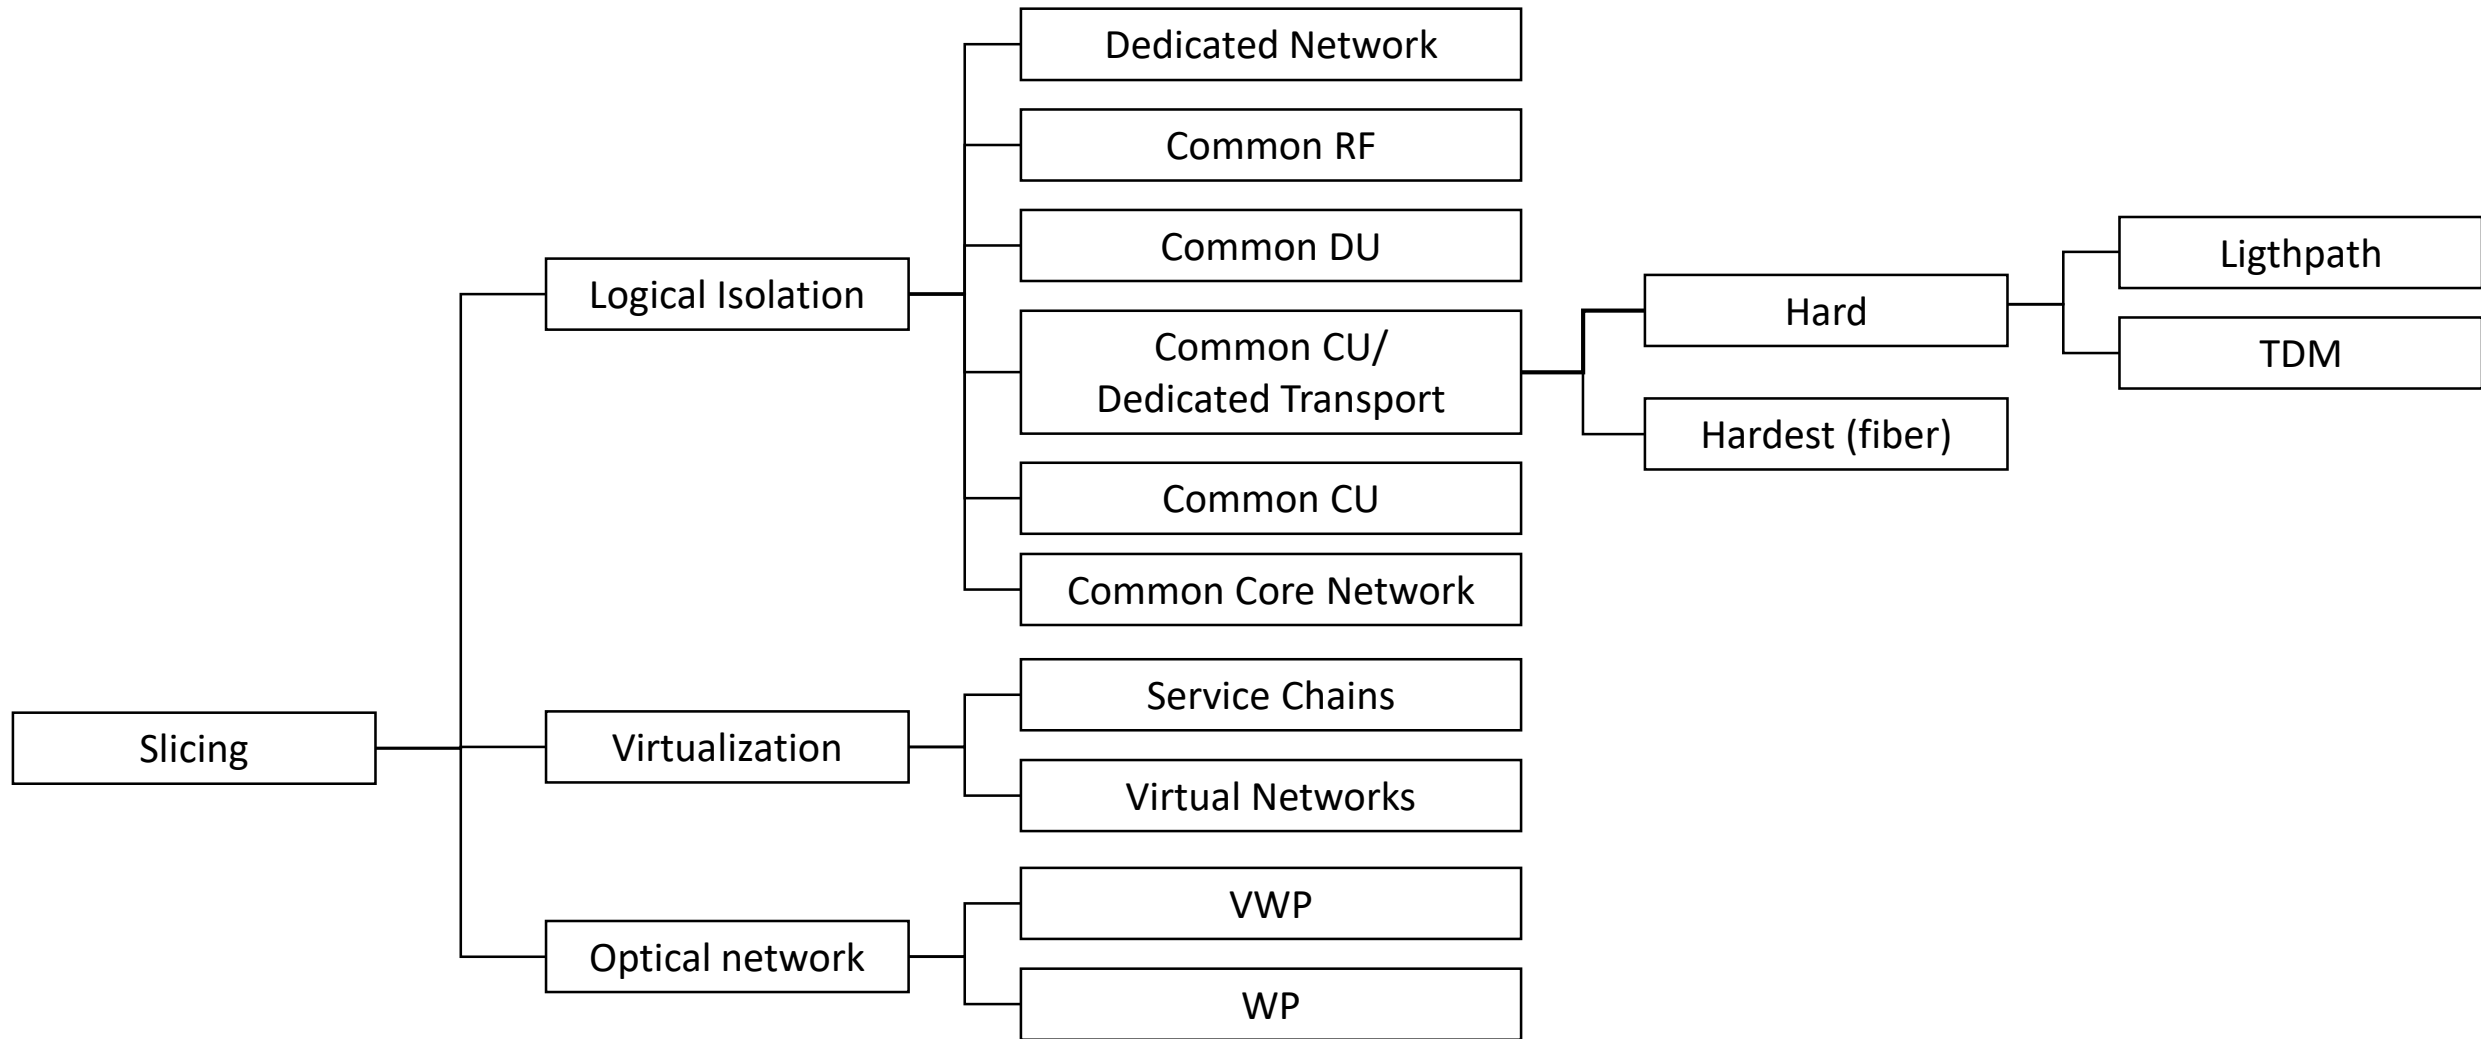 Dedicated Network
Common RF
Common DU
Ligthpath
Logical Isolation
Hard
Common CU/
Dedicated Transport
TDM
Hardest (fiber)
Common CU
Common Core Network
Service Chains
Slicing
Virtualization
Virtual Networks
VWP
Optical network
WP